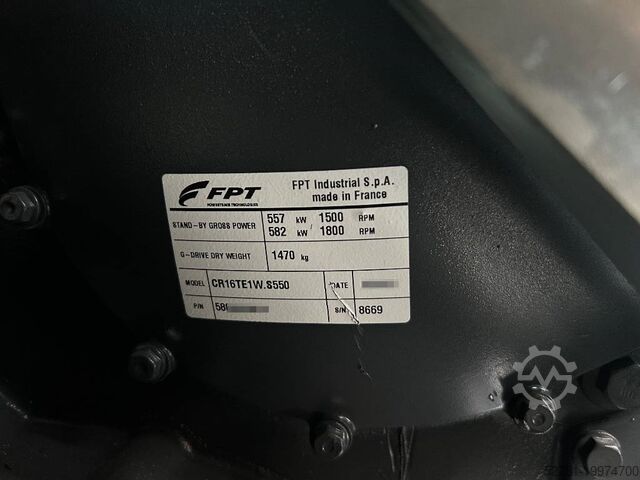 FPT
POWERTRAIN TECHNOLOGIES
FPT Industrial S.p.A.
made in France
STAND-BY GROSS POWER 557 kW / 1500 RPM
582 kW / 1800 RPM
G-DRIVE DRY WEIGHT 1470 kg
MODEL CR16TE1W.S550 DATE
P/N 58 S/N 8669